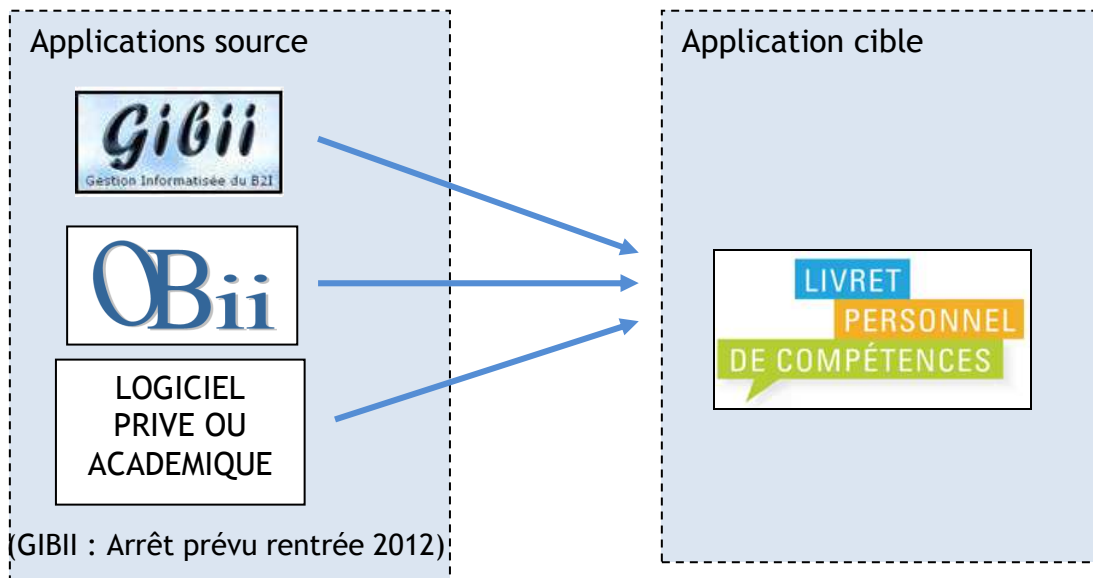 Applications source
Gibii
Gestion Informatisée du B2I
OBii
LOGICIEL
PRIVE OU
ACADEMIQUE
(GIBII : Arrêt prévu rentrée 2012)
Application cible
LIVRET
PERSONNEL
DE COMPÉTENCES